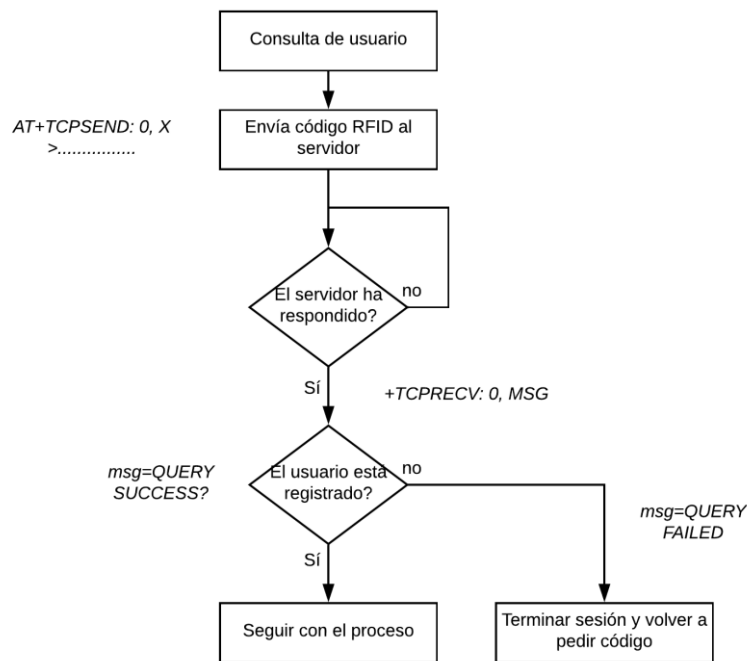 Consulta de usuario
AT+TCPSEND: 0, X
>................
Envía código RFID al
servidor
El servidor ha
respondido?
no
Sí
+TCPRECV: 0, MSG
msg=QUERY
SUCCESS?
El usuario está
registrado?
no
msg=QUERY
FAILED
Sí
Seguir con el proceso
Terminar sesión y volver a
pedir código